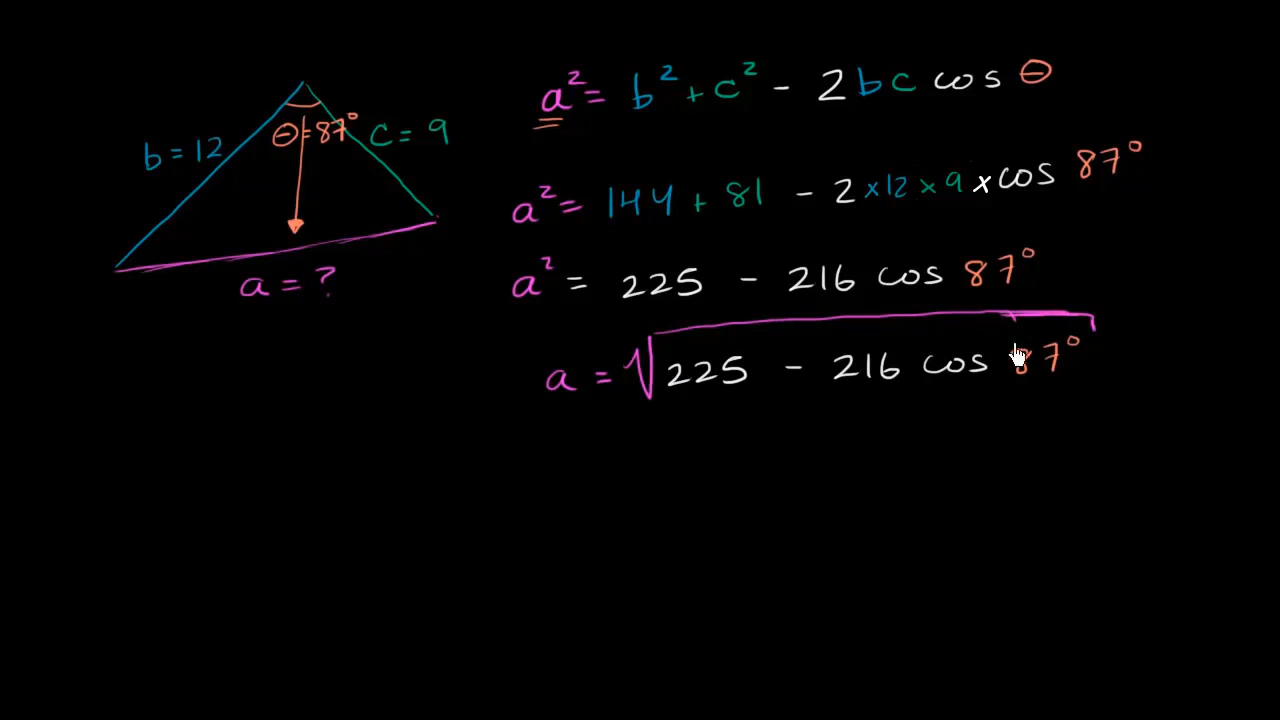 b = 12
θ = 87°
c = 9
a = ?
a² = b² + c² - 2bc cos θ
a² = 144 + 81 - 2 × 12 × 9 × cos 87°
a² = 225 - 216 cos 87°
a = √225 - 216 cos 87°